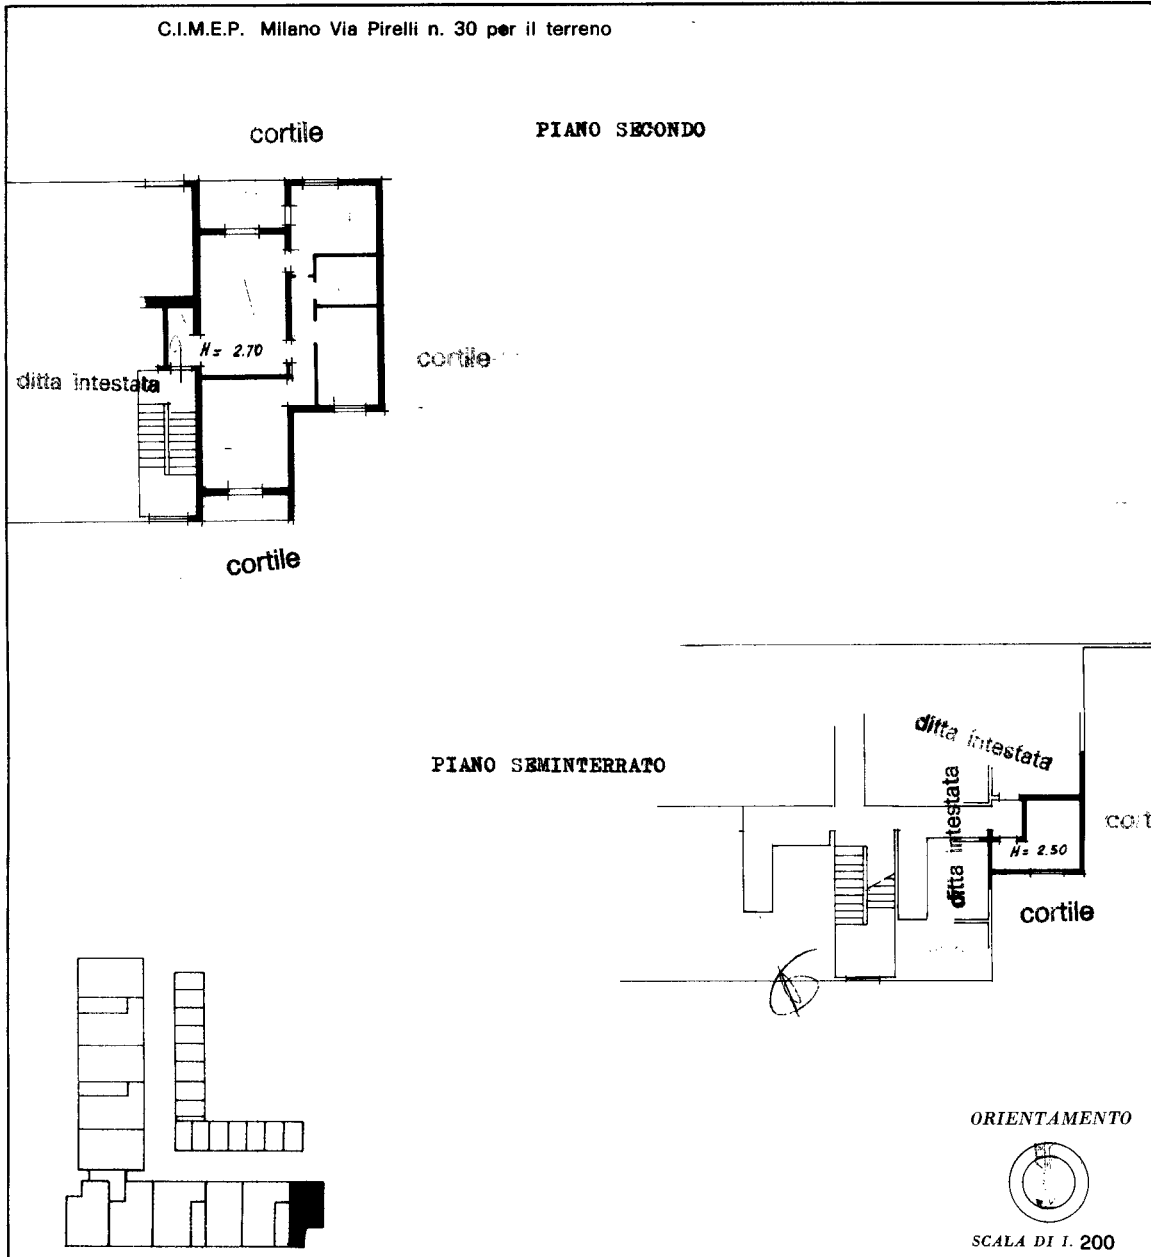 C.I.M.E.P. Milano Via Pirelli n. 30 per il terreno
cortile
PIANO SECONDO
H= 2.70
cortile
ditta intestata
cortile
ditta intestata
PIANO SEMINTERRATO
ditta intestata
cort
H= 2.50
cortile
ORIENTAMENTO
SCALA DI 1. 200